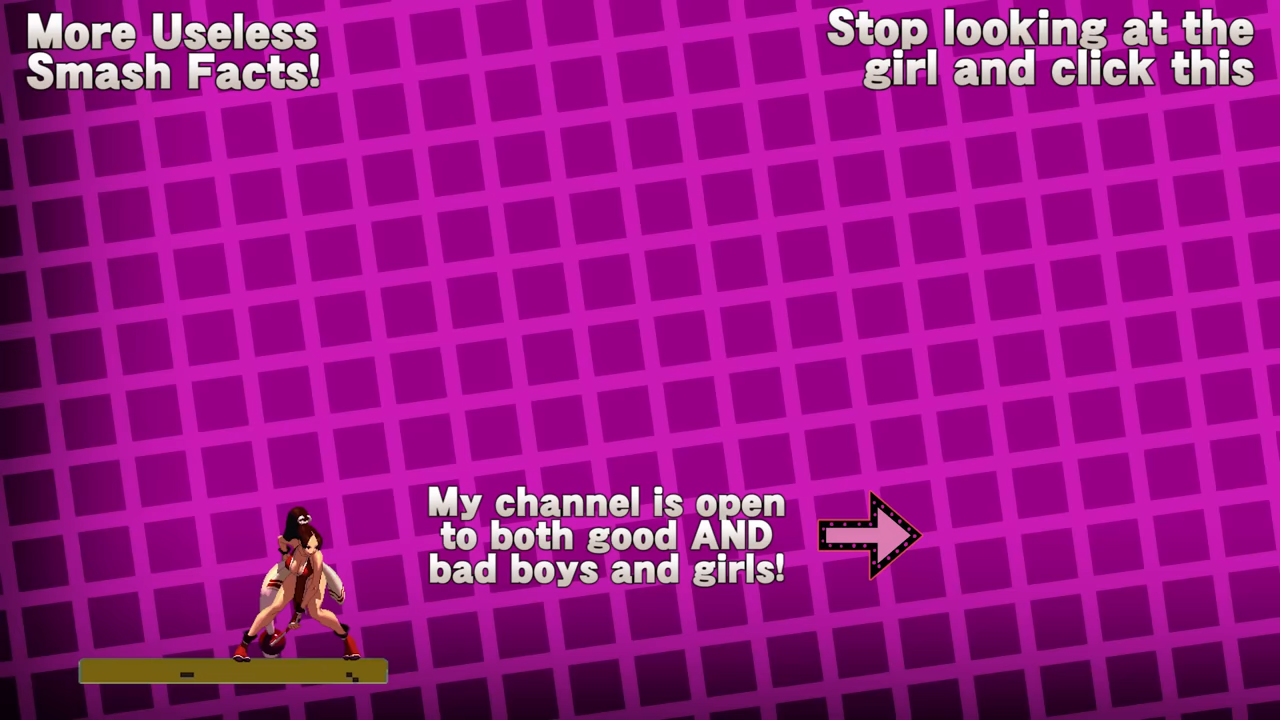 More Useless
Smash Facts!
Stop looking at the
girl and click this
My channel is open
to both good AND
bad boys and girls!